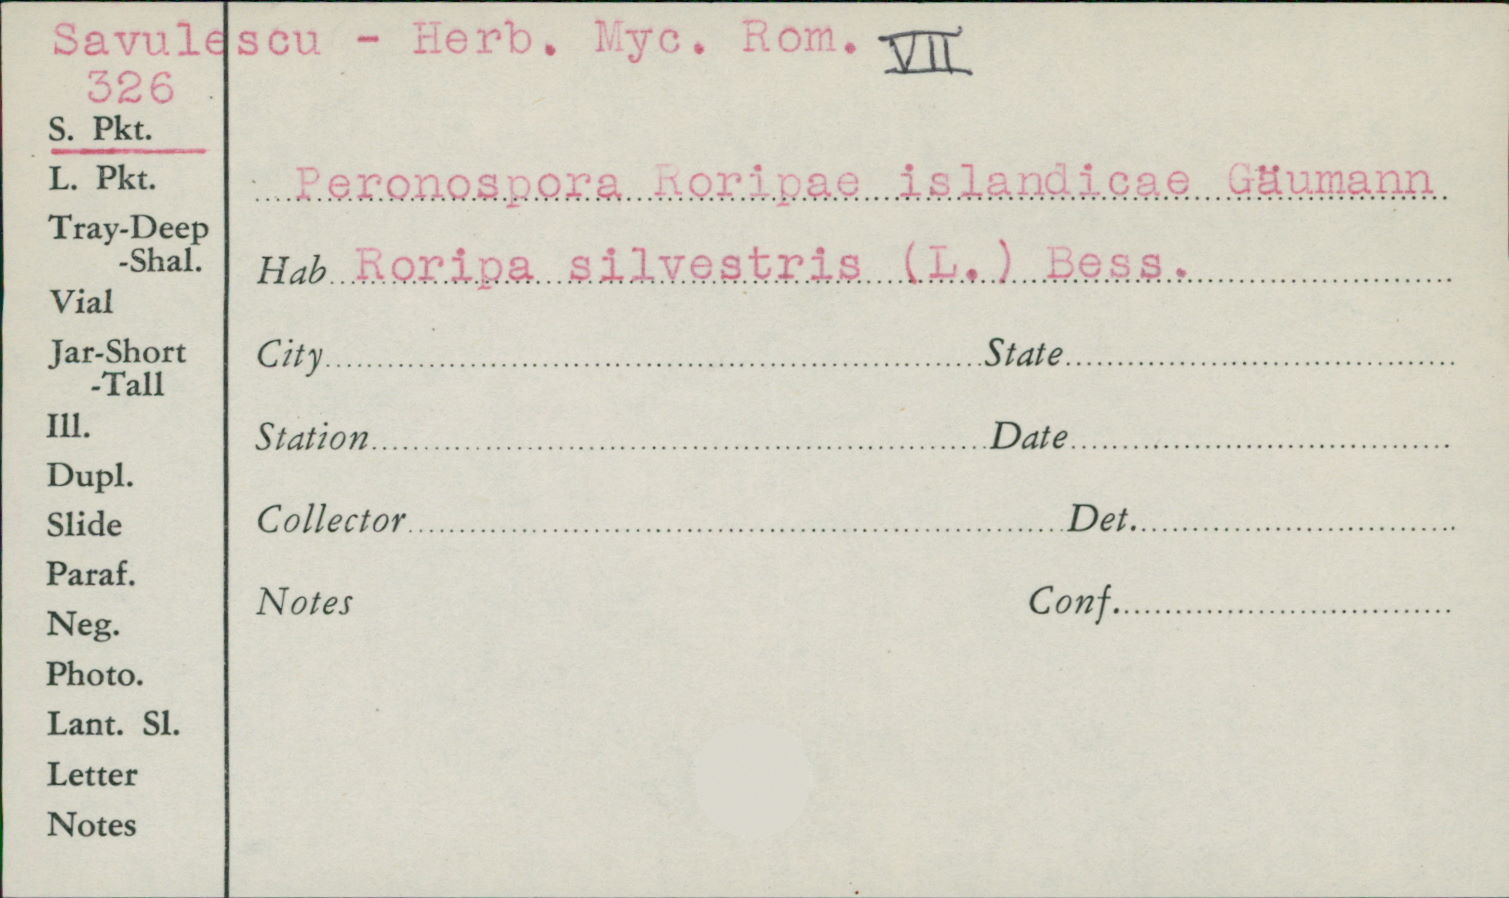 Savulescu - Herb. Myc. Rom. VII
326
S. Pkt.
L. Pkt.
Peronospora Roripae islandicae Gäumann
Tray-Deep
-Shal.
Hab Roripa silvestris (L.) Bess.
Vial
Jar-Short
-Tall
City State
Ill.
Station Date
Dupl.
Slide
Collector Det.
Paraf.
Neg.
Notes Conf.
Photo.
Lant. Sl.
Letter
Notes